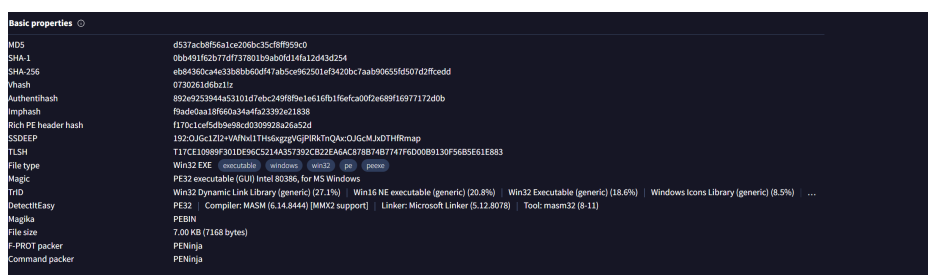 Basic properties
MD5 d537acb8f56a1ce206bc35cf8ff959c0
SHA-1 0bb491f62b77df737801b9ab0fd14fa12d43d254
SHA-256 eb84360ca4e33b8bb60df47ab5ce962501ef3420bc7aab90655fd507d2ffcedd
Vhash 0730261d6bz1!z
Authentihash 892e9253944a53101d7ebc249f8f9e1e616fb1f6efca00f2e689f16977172d0b
Imphash f9ade0aa18f660a34a4fa23392e21838
Rich PE header hash f170c1cef5db9e98cd0309928a26a52d
SSDEEP 192:OJGc1Zl2+VAfNxl1THs6xgzgVGjPlRkTnQAx:OJGcMJxDTHfRmap
TLSH T17CE10989F301DE96C5214A357392CB22EA6AC878B74B7747F6D00B9130F56B5E61E883
File type Win32 EXE executable windows win32 pe peexe
Magic PE32 executable (GUI) Intel 80386, for MS Windows
TrID Win32 Dynamic Link Library (generic) (27.1%) | Win16 NE executable (generic) (20.8%) | Win32 Executable (generic) (18.6%) | Windows Icons Library (generic) (8.5%) | ...
DetectItEasy PE32 | Compiler: MASM (6.14.8444) [MMX2 support] | Linker: Microsoft Linker (5.12.8078) | Tool: masm32 (8-11)
Magika PEBIN
File size 7.00 KB (7168 bytes)
F-PROT packer PENinja
Command packer PENinja